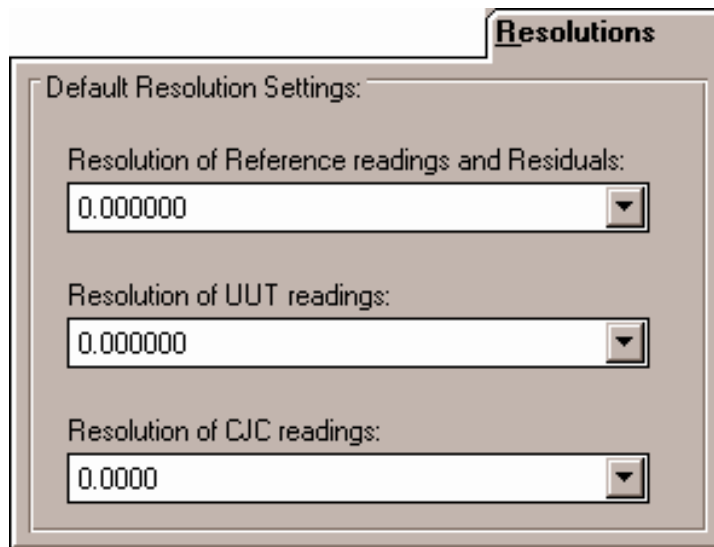 Resolutions
Default Resolution Settings:
Resolution of Reference readings and Residuals:
0.000000
Resolution of UUT readings:
0.000000
Resolution of CJC readings:
0.0000